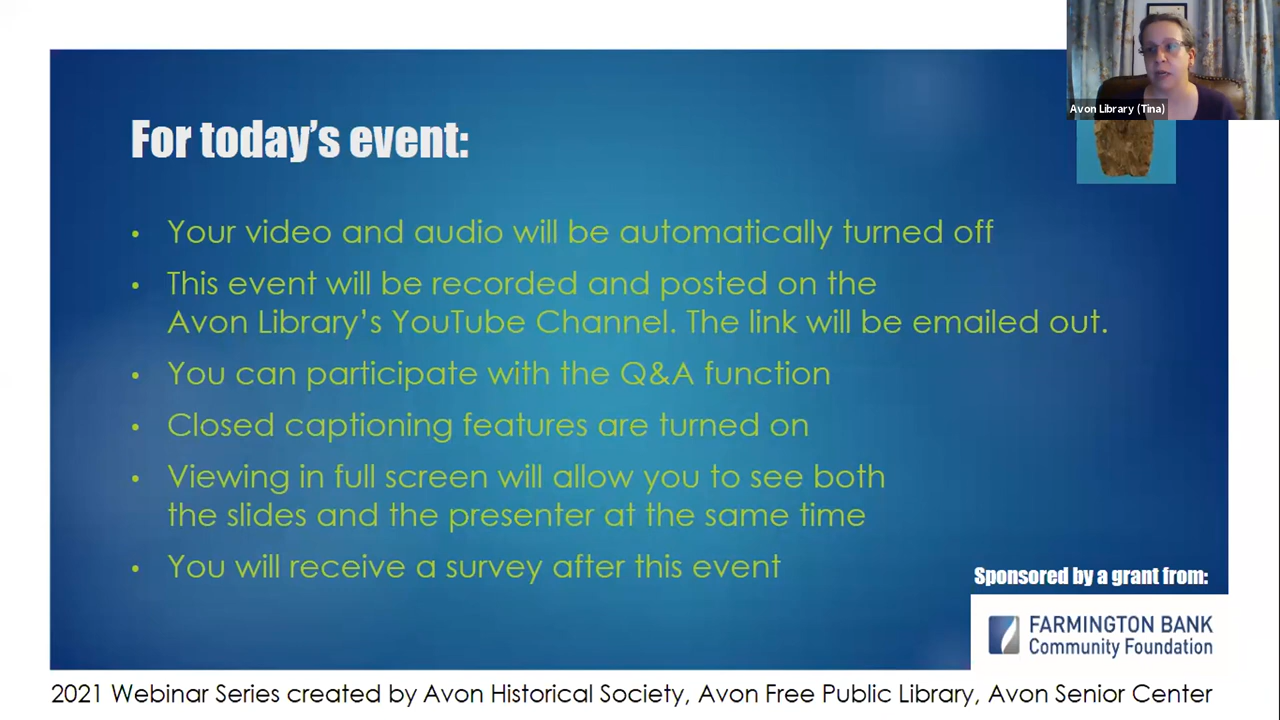 Avon Library (Tina)
For today's event:
• Your video and audio will be automatically turned off
• This event will be recorded and posted on the
Avon Library's YouTube Channel. The link will be emailed out.
• You can participate with the Q&A function
• Closed captioning features are turned on
• Viewing in full screen will allow you to see both
the slides and the presenter at the same time
• You will receive a survey after this event
Sponsored by a grant from:
FARMINGTON BANK
Community Foundation
2021 Webinar Series created by Avon Historical Society, Avon Free Public Library, Avon Senior Center